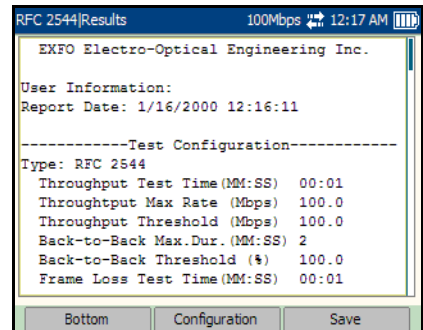 RFC 2544|Results 100Mbps 12:17 AM
EXFO Electro-Optical Engineering Inc.
User Information:
Report Date: 1/16/2000 12:16:11
------------Test Configuration------------
Type: RFC 2544
Throughput Test Time(MM:SS) 00:01
Throughtput Max Rate (Mbps) 100.0
Throughput Threshold (Mbps) 100.0
Back-to-Back Max.Dur.(MM:SS) 2
Back-to-Back Threshold (%) 100.0
Frame Loss Test Time(MM:SS) 00:01
Bottom Configuration Save